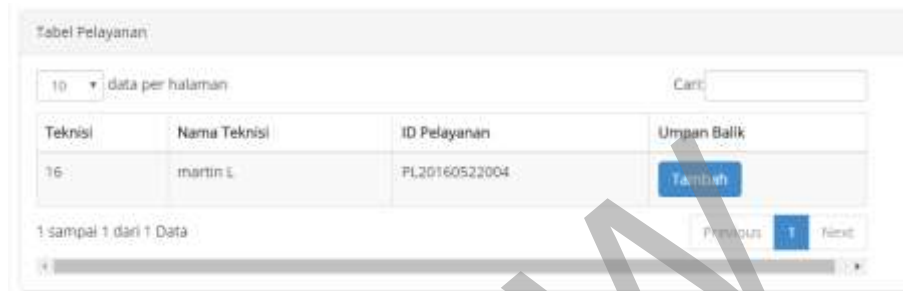 Tabel Pelayanan
10 data per halaman Cari:
Teknisi Nama Teknisi ID Pelayanan Umpan Balik
16 martin L PL20160522004 Tambah
1 sampai 1 dari 1 Data Previous 1 Next